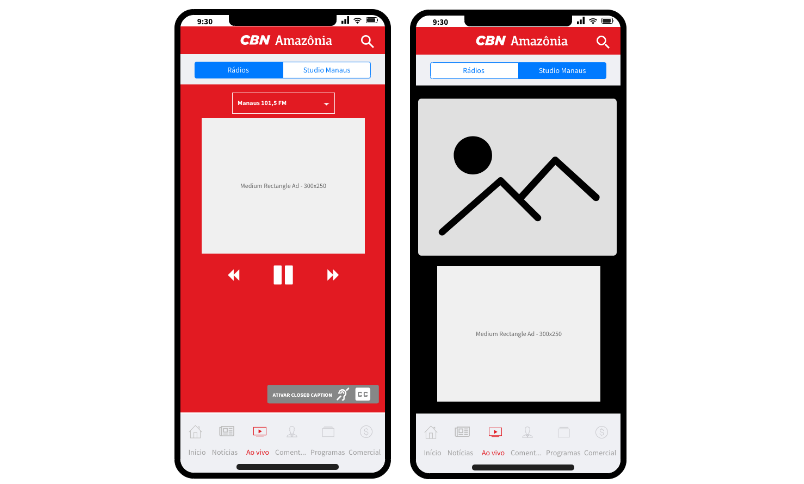 9:30
CBN Amazônia
Rádios
Studio Manaus
Manaus 101,5 FM
Medium Rectangle Ad - 300x250
ATIVAR CLOSED CAPTION CC
Início Notícias Ao vivo Coment... Programas Comercial
9:30
CBN Amazônia
Rádios
Studio Manaus
Medium Rectangle Ad - 300x250
Início Notícias Ao vivo Coment... Programas Comercial